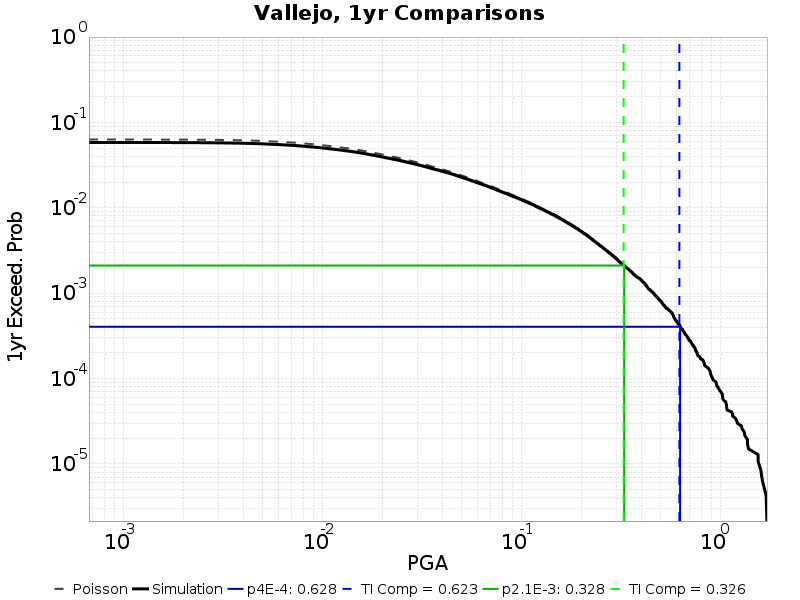 Vallejo, 1yr Comparisons
10^0
10^-1
10^-2
10^-3
10^-4
10^-5
1yr Exceed. Prob
10^-3 10^-2 10^-1 10^0
PGA
Poisson Simulation p4E-4: 0.628 TI Comp = 0.623 p2.1E-3: 0.328 TI Comp = 0.326